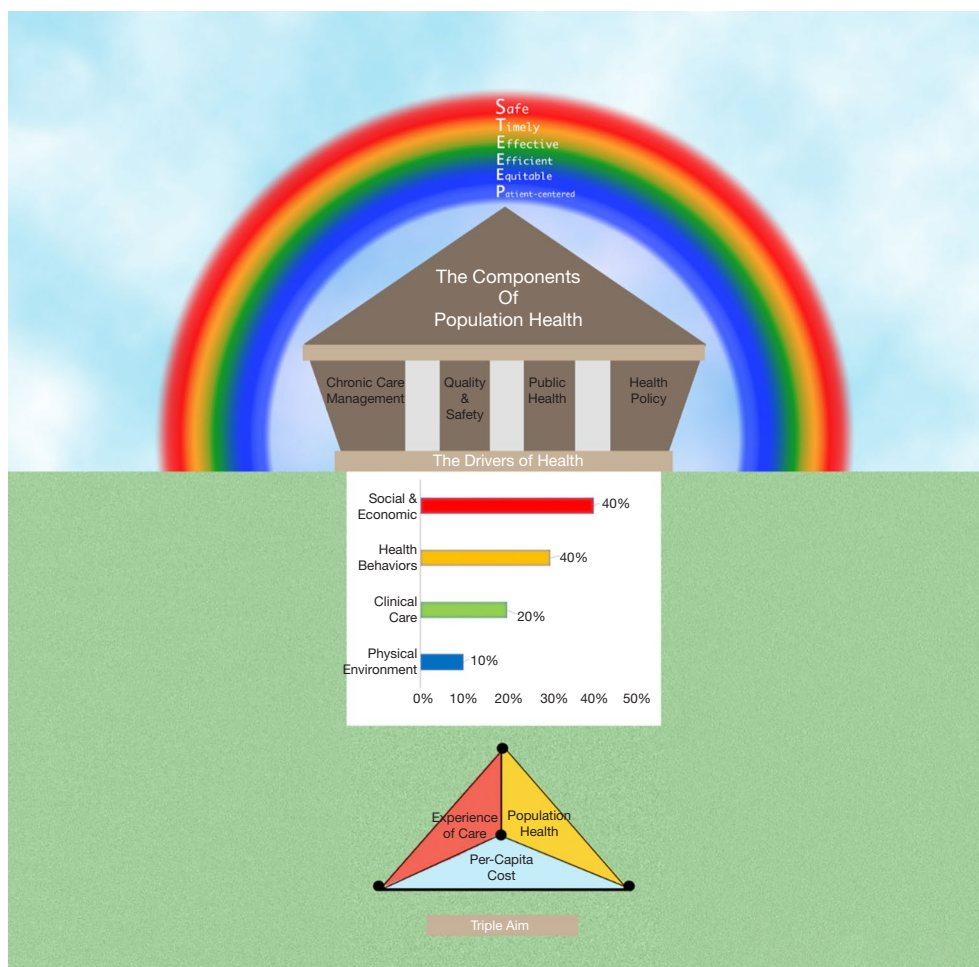 Safe
Timely
Effective
Efficient
Equitable
Patient-centered
The Components
Of
Population Health
Chronic Care
Management
Quality
&
Safety
Public
Health
Health
Policy
The Drivers of Health
Social &
Economic
40%
Health
Behaviors
40%
Clinical
Care
20%
Physical
Environment
10%
0% 10% 20% 30% 40% 50%
Experience
of Care
Population
Health
Per-Capita
Cost
Triple Aim